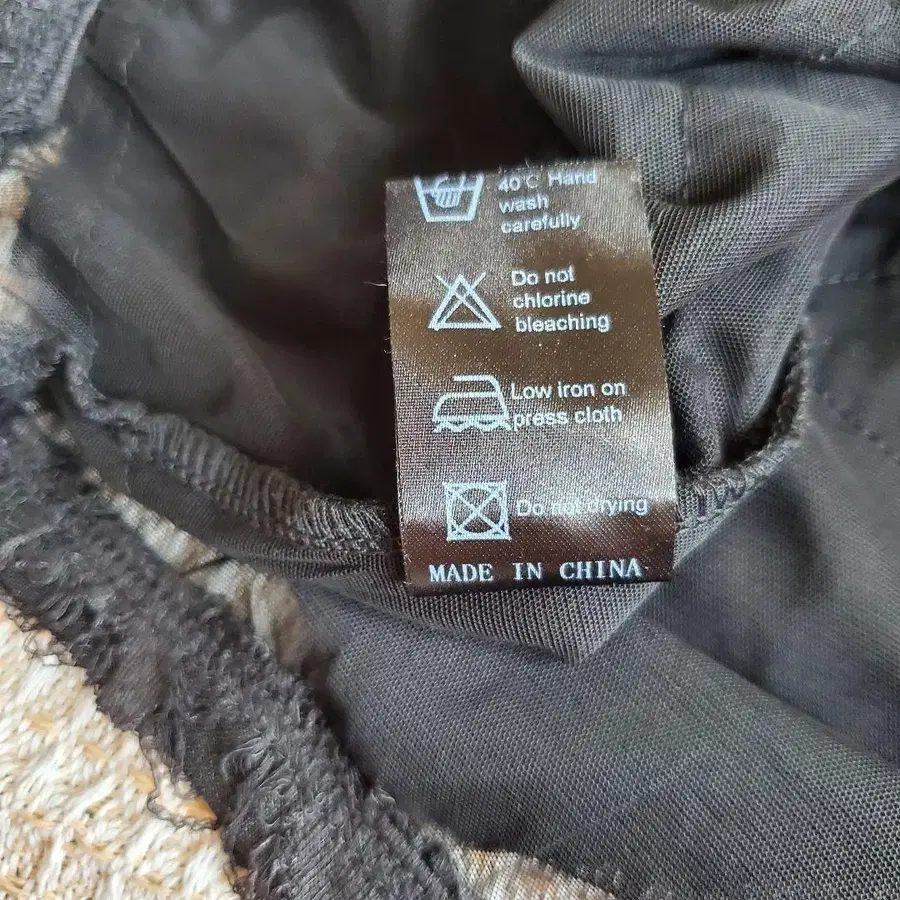 40°C Hand
wash
carefully
Do not
chlorine
bleaching
Low iron on
press cloth
Do not drying
MADE IN CHINA